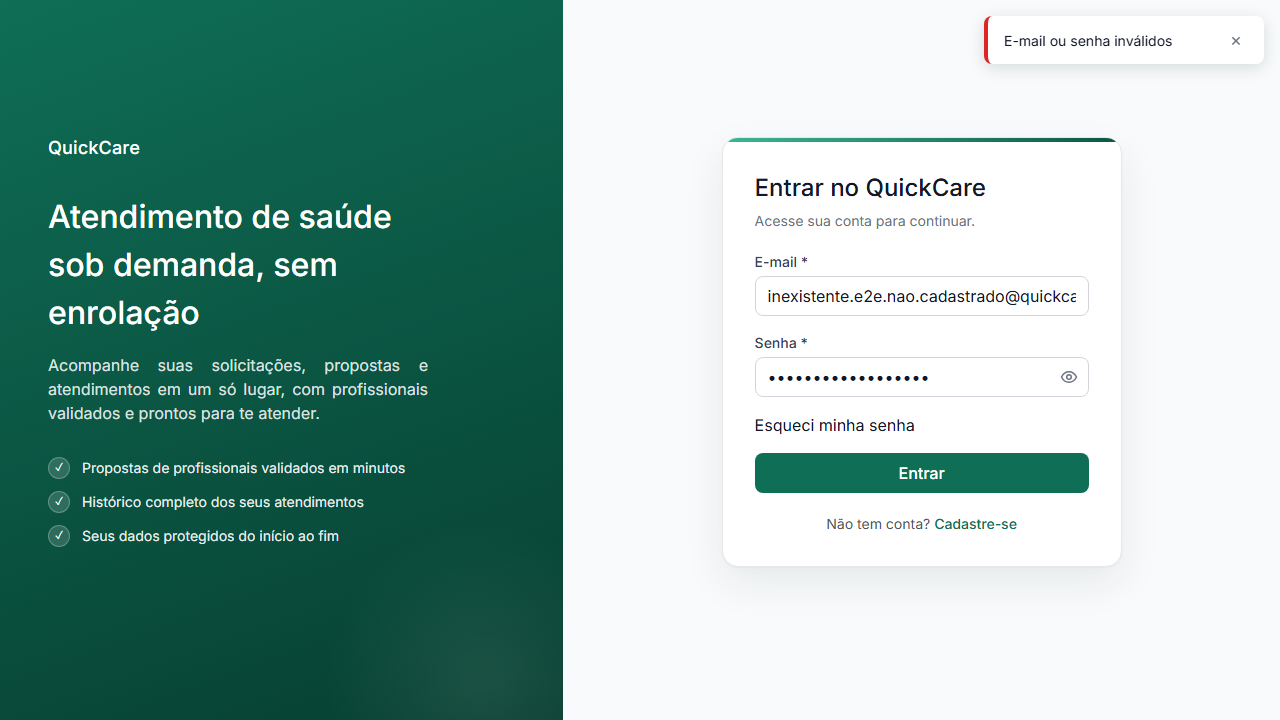 QuickCare
Atendimento de saúde
sob demanda, sem
enrolação
Acompanhe suas solicitações, propostas e
atendimentos em um só lugar, com profissionais
validados e prontos para te atender.
✓ Propostas de profissionais validados em minutos
✓ Histórico completo dos seus atendimentos
✓ Seus dados protegidos do início ao fim
E-mail ou senha inválidos ×
Entrar no QuickCare
Acesse sua conta para continuar.
E-mail *
inexistente.e2e.nao.cadastrado@quickca
Senha *
••••••••••••••••••
Esqueci minha senha
Entrar
Não tem conta? Cadastre-se